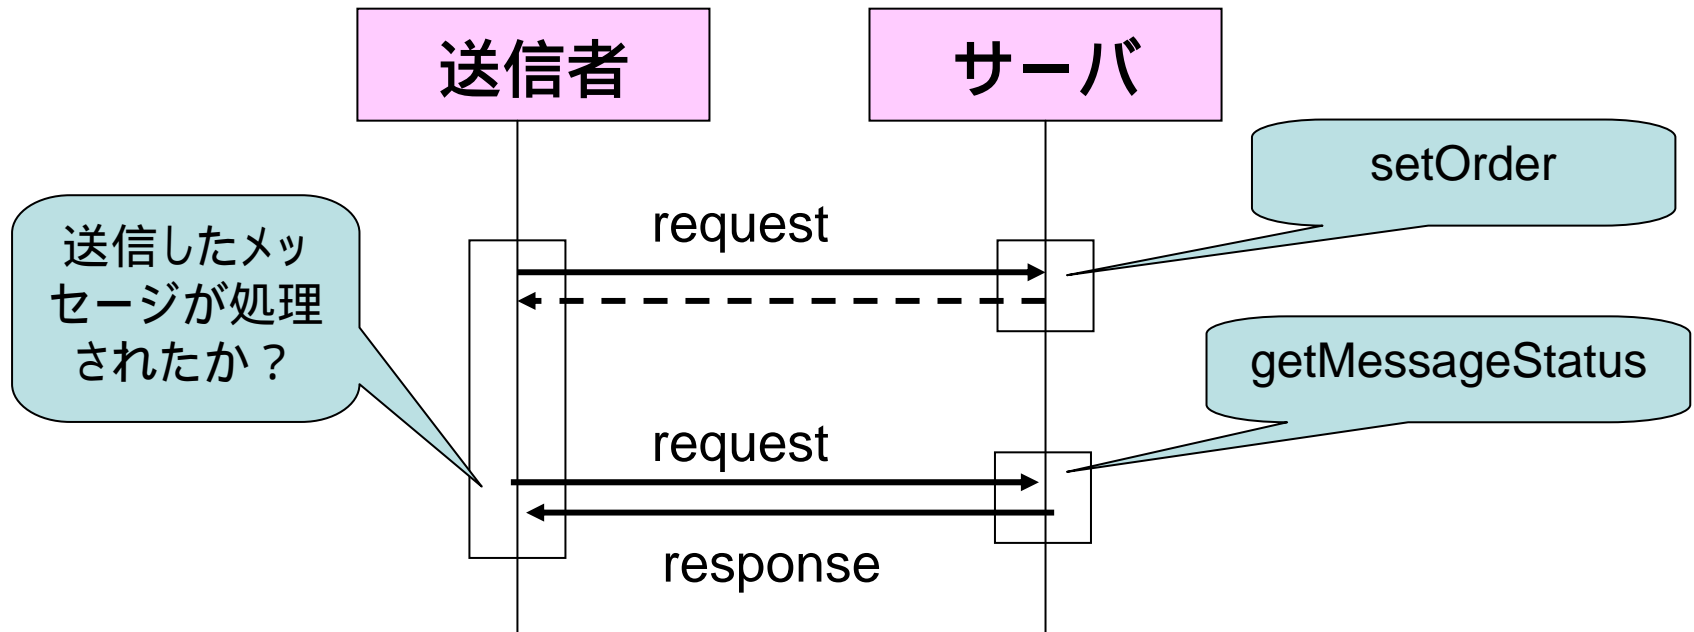 送信者
サーバ
setOrder
request
送信したメッ
セージが処理
されたか？
getMessageStatus
request
response